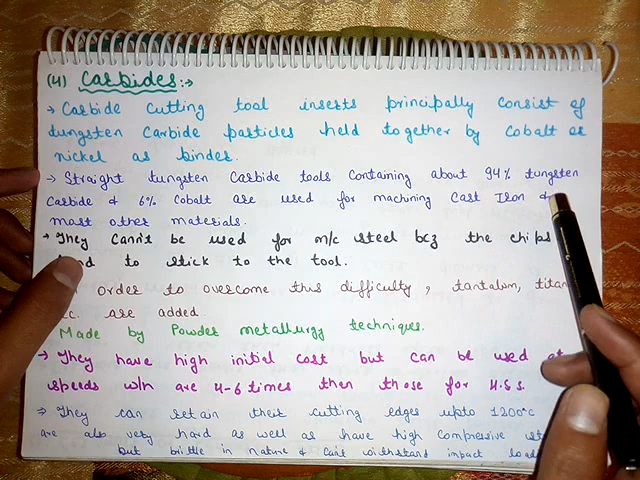 (4) Carbides:→
→ Carbide cutting tool inserts principally consist of
tungsten carbide particles held together by cobalt or
nickel as binder.
→ Straight tungsten carbide tools containing about 94% tungsten
carbide & 6% cobalt are used for machining cast Iron &
most other materials.
→ They cann't be used for m/c steel bcz the chips
to stick to the tool.
order to overcome this difficulty, tantalum, titan
etc. are added.
Made by Powder metallurgy techniques.
→ They have high initial cost but can be used at
speeds w/h are 4-6 times then those for H.S.S.
→ They can retain their cutting edges upto 1200°C
are also very hard as well as have high compressive
but brittle in nature & can't withstand impact load